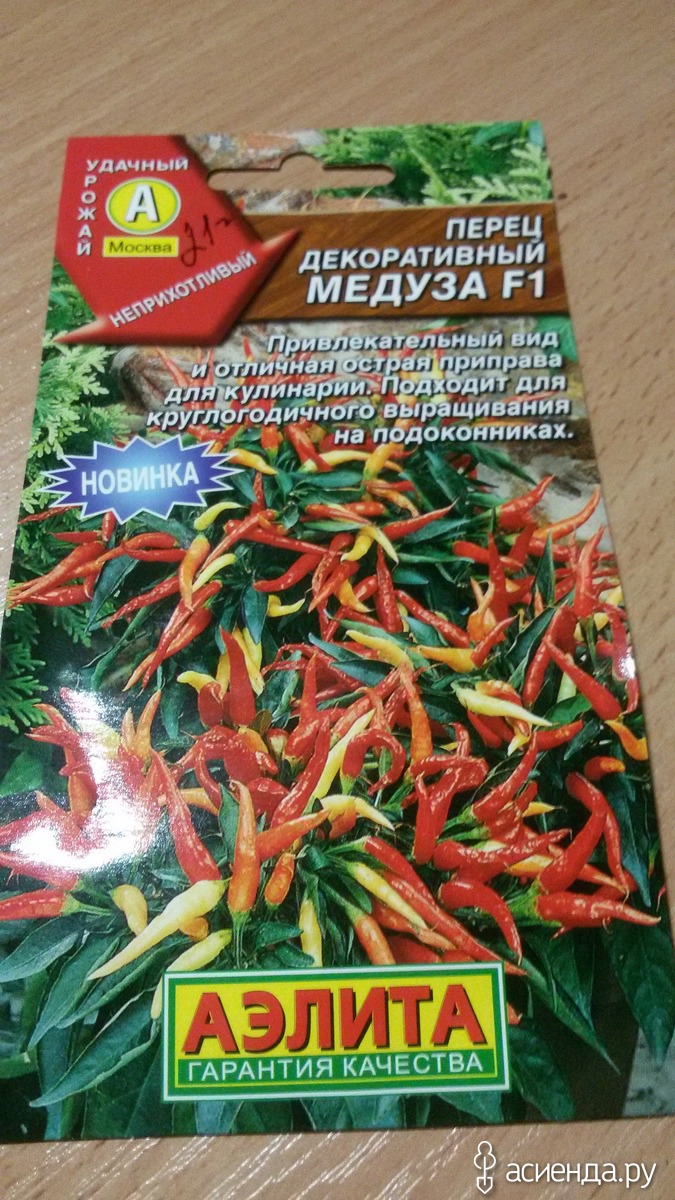 УДАЧНЫЙ
УРОЖАЙ
А
Москва
21-
НЕПРИХОТЛИВЫЙ
ПЕРЕЦ
ДЕКОРАТИВНЫЙ
МЕДУЗА F1
Привлекательный вид
и отличная острая приправа
для кулинарии. Подходит для
круглогодичного выращивания
на подоконниках.
НОВИНКА
АЭЛИТА
ГАРАНТИЯ КАЧЕСТВА
асиенда.ру